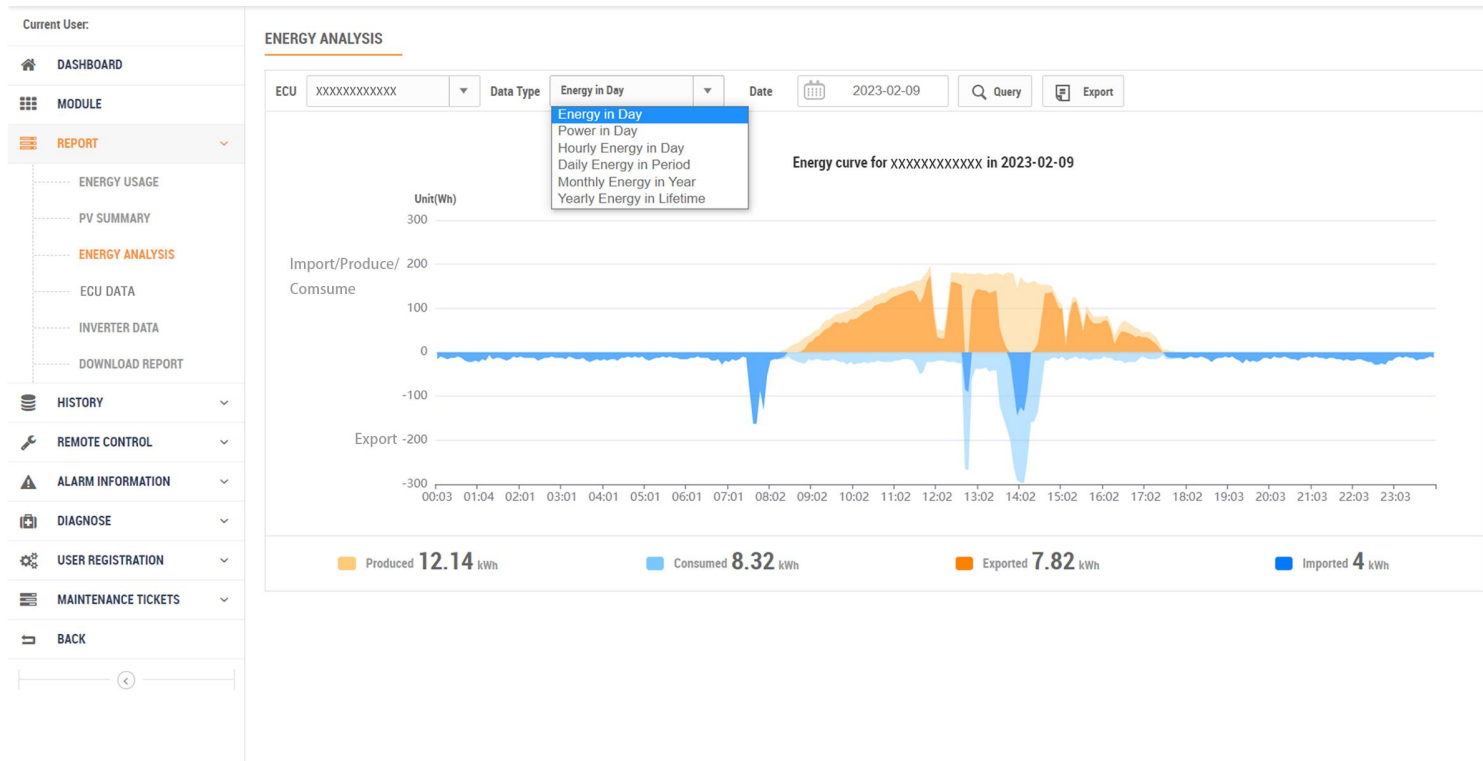 Current User:
DASHBOARD
MODULE
REPORT
ENERGY USAGE
PV SUMMARY
ENERGY ANALYSIS
ECU DATA
INVERTER DATA
DOWNLOAD REPORT
HISTORY
REMOTE CONTROL
ALARM INFORMATION
DIAGNOSE
USER REGISTRATION
MAINTENANCE TICKETS
BACK
ENERGY ANALYSIS
ECU XXXXXXXXXXXX Data Type Energy in Day Date 2023-02-09 Query Export
Energy in Day
Power in Day
Hourly Energy in Day
Daily Energy in Period
Monthly Energy in Year
Yearly Energy in Lifetime
Energy curve for XXXXXXXXXXXX in 2023-02-09
Unit(Wh)
300
Import/Produce/ 200
Comsume
100
0
-100
Export -200
-300
00:03 01:04 02:01 03:01 04:01 05:01 06:01 07:01 08:02 09:02 10:02 11:02 12:02 13:02 14:02 15:02 16:02 17:02 18:02 19:03 20:03 21:03 22:03 23:03
Produced 12.14 kWh Consumed 8.32 kWh Exported 7.82 kWh Imported 4 kWh